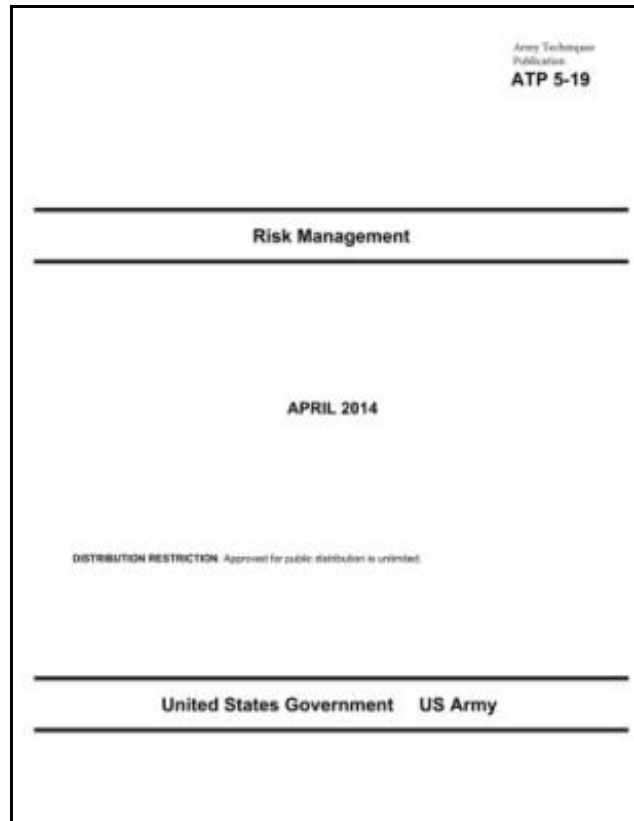 Army Techniques
Publication
ATP 5-19
Risk Management
APRIL 2014
DISTRIBUTION RESTRICTION: Approved for public distribution is unlimited.
United States Government US Army